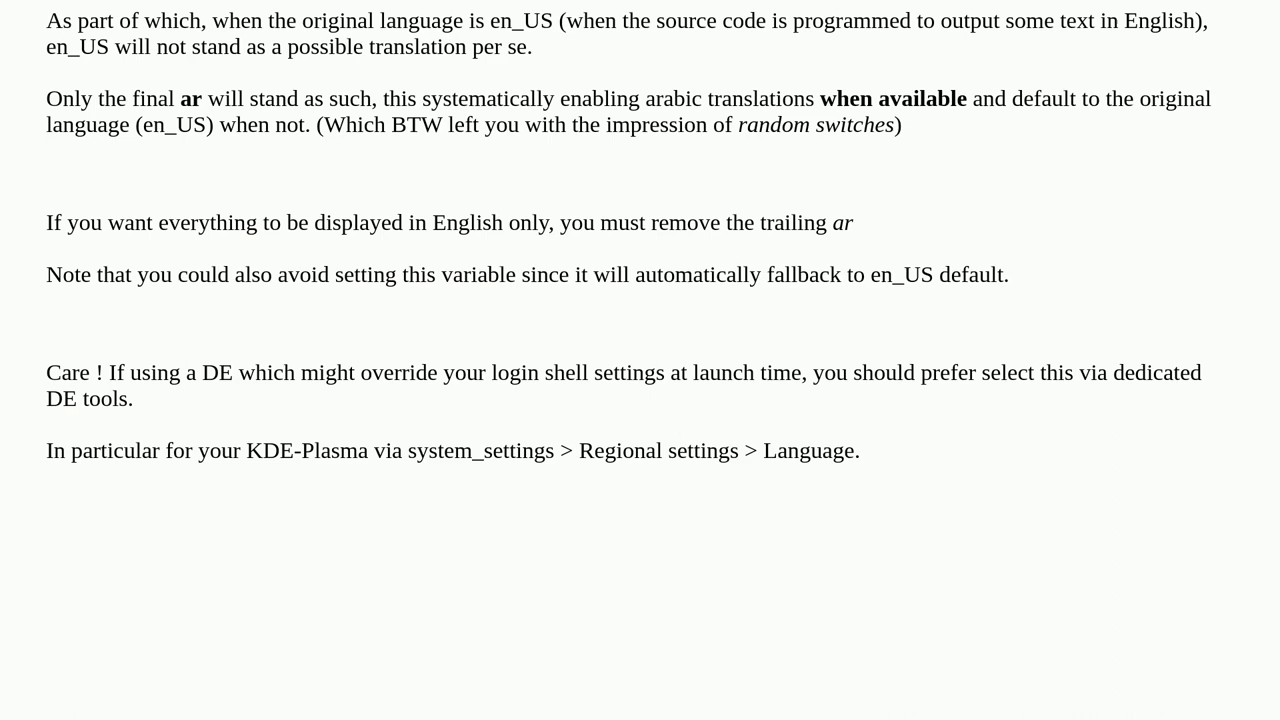 As part of which, when the original language is en_US (when the source code is programmed to output some text in English),
en_US will not stand as a possible translation per se.
Only the final ar will stand as such, this systematically enabling arabic translations when available and default to the original
language (en_US) when not. (Which BTW left you with the impression of random switches)
If you want everything to be displayed in English only, you must remove the trailing ar
Note that you could also avoid setting this variable since it will automatically fallback to en_US default.
Care ! If using a DE which might override your login shell settings at launch time, you should prefer select this via dedicated
DE tools.
In particular for your KDE-Plasma via system_settings > Regional settings > Language.